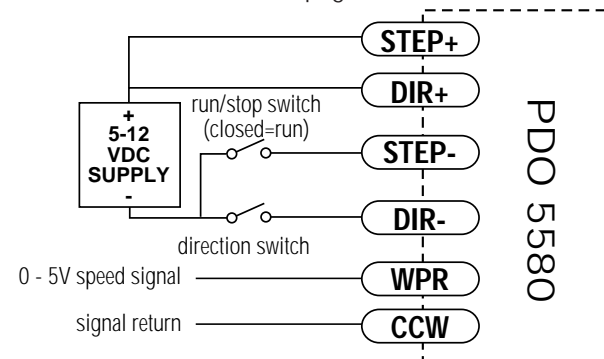 STEP+
DIR+
run/stop switch
(closed=run)
+
5-12
VDC
SUPPLY
-
STEP-
DIR-
direction switch
0 - 5V speed signal
WPR
signal return
CCW
PDO 5580